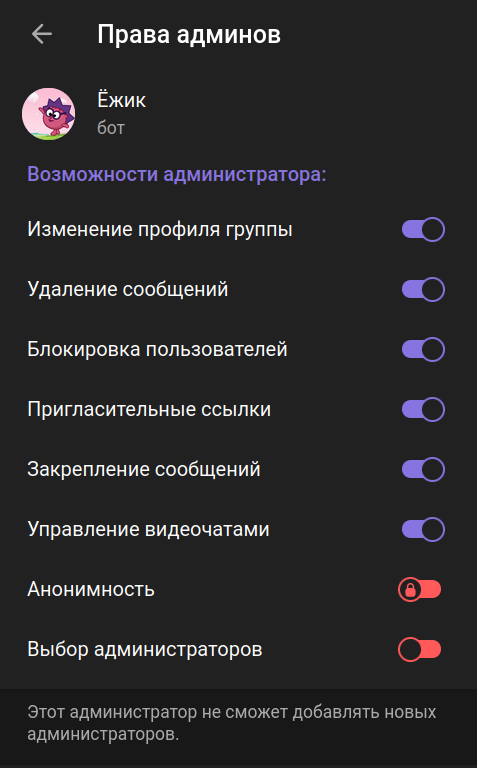 Права админов
Ёжик
бот
Возможности администратора:
Изменение профиля группы
Удаление сообщений
Блокировка пользователей
Пригласительные ссылки
Закрепление сообщений
Управление видеочатами
Анонимность
Выбор администраторов
Этот администратор не сможет добавлять новых
администраторов.